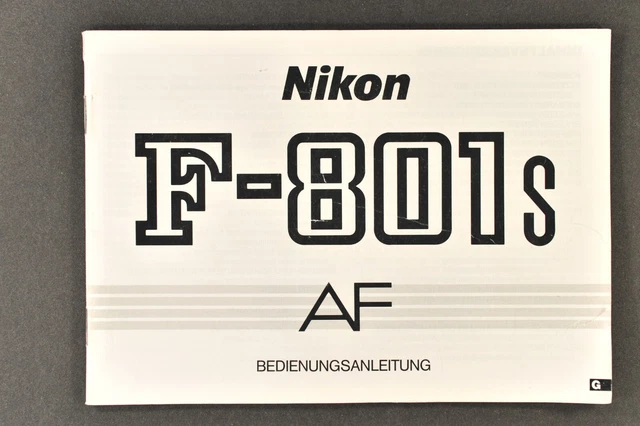 Nikon
F-801s
AF
BEDIENUNGSANLEITUNG
G